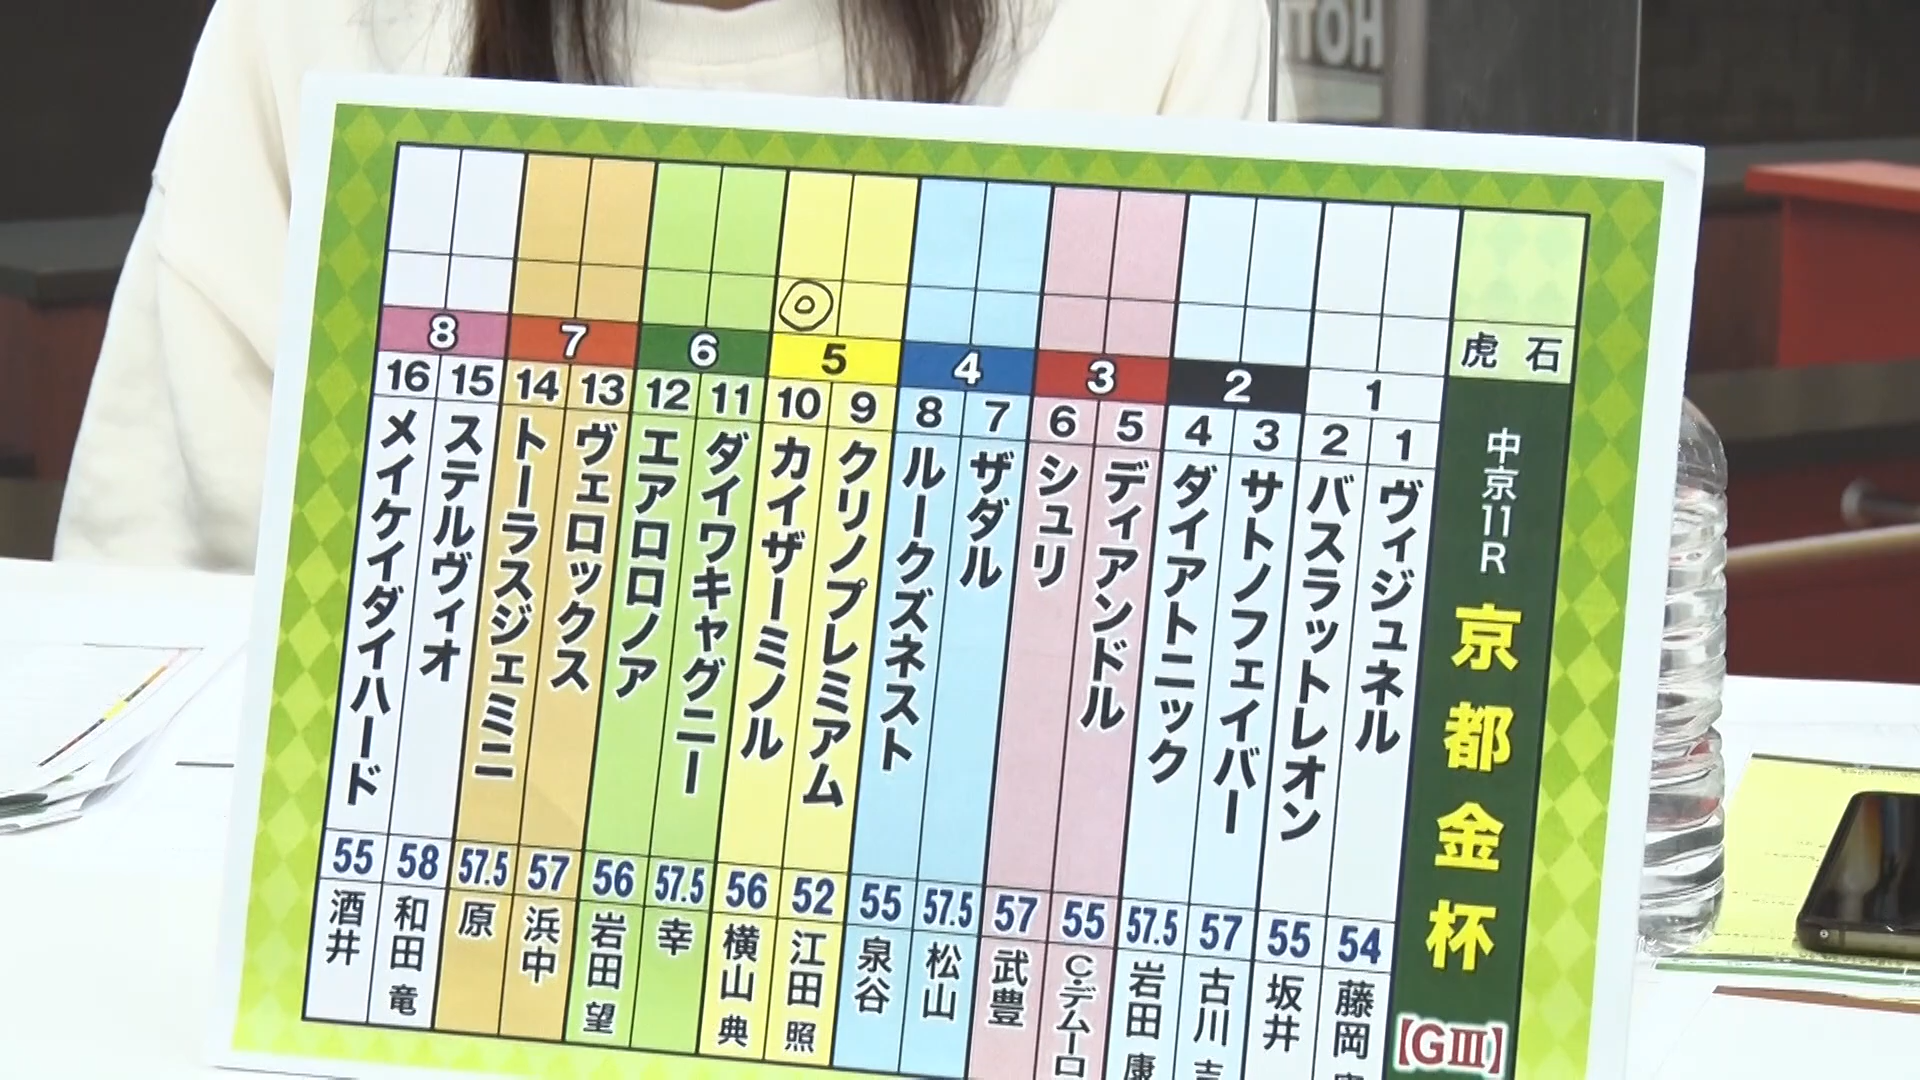 HOTI
虎石
中京11R
京都金杯
【GⅢ】
1
1 ヴィジュネル 54 藤岡
2 バスラットレオン 55 坂井
2
3 サトノフェイバー 57 古川 吉
4 ダイアトニック 57.5 岩田 康
3
5 ディアンドル 55 C・デムーロ
6 シュリ 57 武豊
4
7 ザダル 57.5 松山
8 ルークズネスト 55 泉谷
5
9 クリノプレミアム 52 江田 照
10 カイザーミノル 56 横山 典
◎
6
11 ダイワキャグニー 57.5 幸
12 エアロロノア 56 岩田 望
7
13 ヴェロックス 57 浜中
14 トーラスジェミニ 57.5 原
8
15 ステルヴィオ 58 和田 竜
16 メイケイダイハード 55 酒井